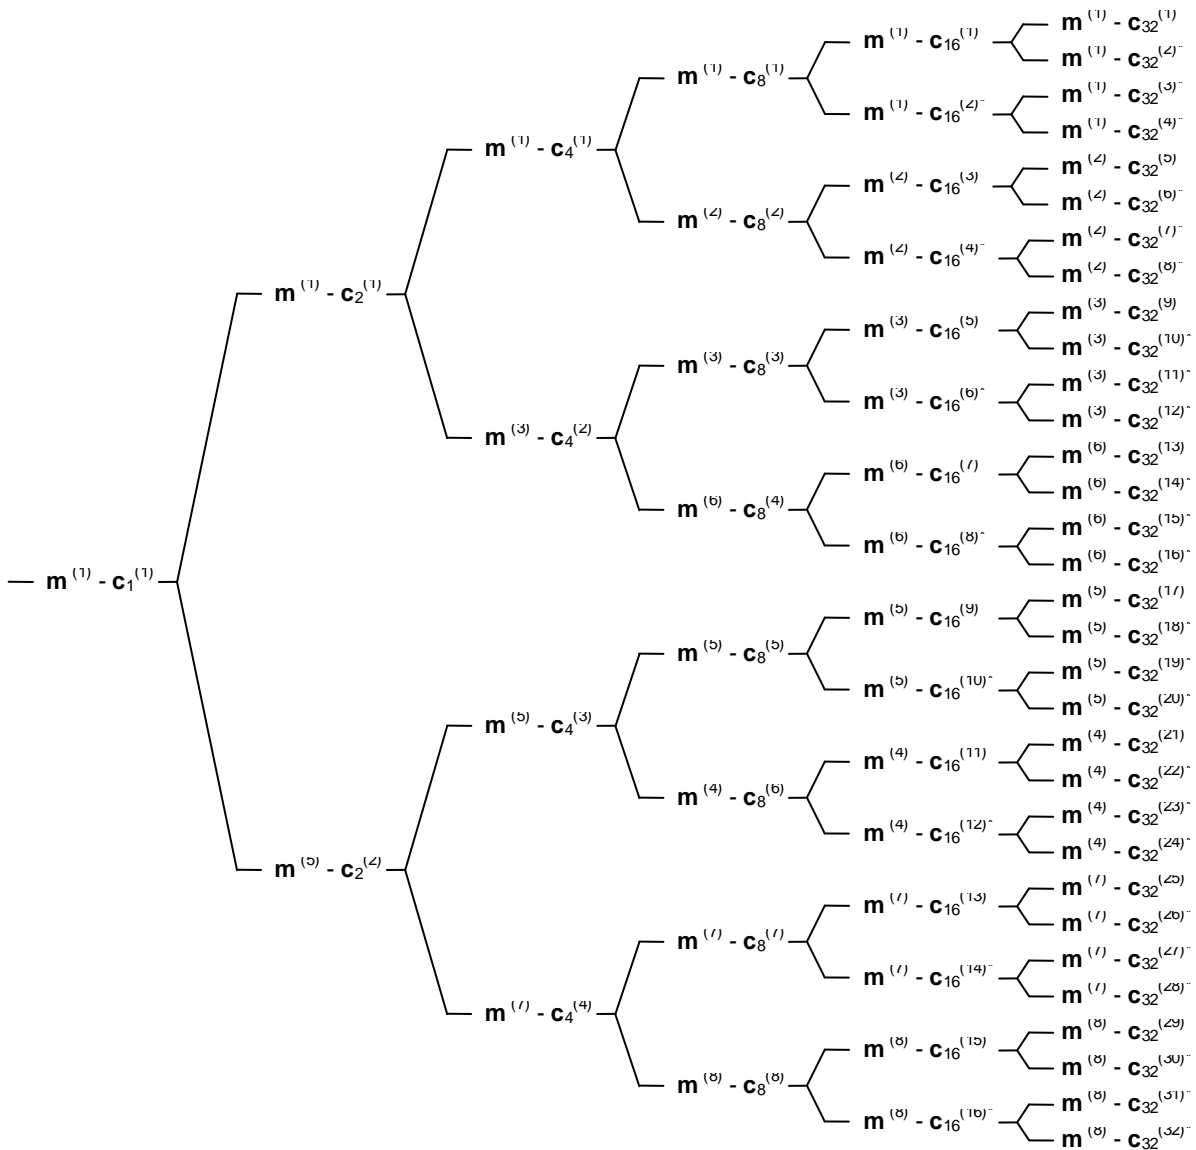 m(1) - c1(1)
m(1) - c2(1)
m(5) - c2(2)
m(1) - c4(1)
m(3) - c4(2)
m(5) - c4(3)
m(7) - c4(4)
m(1) - c8(1)
m(2) - c8(2)
m(3) - c8(3)
m(6) - c8(4)
m(5) - c8(5)
m(4) - c8(6)
m(7) - c8(7)
m(8) - c8(8)
m(1) - c16(1)
m(1) - c16(2)*
m(2) - c16(3)
m(2) - c16(4)*
m(3) - c16(5)
m(3) - c16(6)*
m(6) - c16(7)
m(6) - c16(8)*
m(5) - c16(9)
m(5) - c16(10)*
m(4) - c16(11)
m(4) - c16(12)*
m(7) - c16(13)
m(7) - c16(14)*
m(8) - c16(15)
m(8) - c16(16)*
m(1) - c32(1)
m(1) - c32(2)*
m(1) - c32(3)*
m(1) - c32(4)*
m(2) - c32(5)
m(2) - c32(6)*
m(2) - c32(7)*
m(2) - c32(8)*
m(3) - c32(9)
m(3) - c32(10)*
m(3) - c32(11)*
m(3) - c32(12)*
m(6) - c32(13)
m(6) - c32(14)*
m(6) - c32(15)*
m(6) - c32(16)*
m(5) - c32(17)
m(5) - c32(18)*
m(5) - c32(19)*
m(5) - c32(20)*
m(4) - c32(21)
m(4) - c32(22)*
m(4) - c32(23)*
m(4) - c32(24)*
m(7) - c32(25)
m(7) - c32(26)*
m(7) - c32(27)*
m(7) - c32(28)*
m(8) - c32(29)
m(8) - c32(30)*
m(8) - c32(31)*
m(8) - c32(32)*